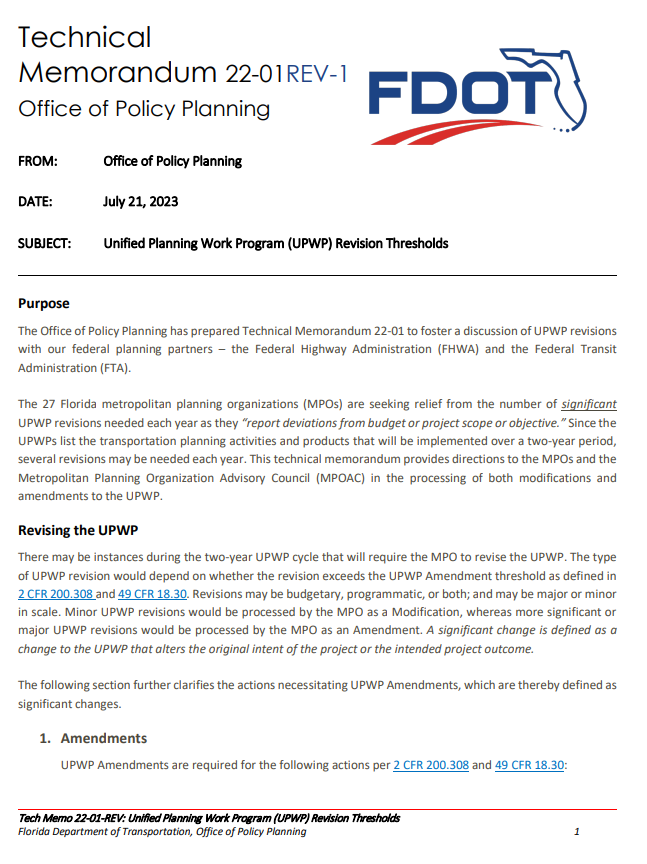 Technical
Memorandum 22-01REV-1
Office of Policy Planning
FDOT
FROM: Office of Policy Planning
DATE: July 21, 2023
SUBJECT: Unified Planning Work Program (UPWP) Revision Thresholds
Purpose
The Office of Policy Planning has prepared Technical Memorandum 22-01 to foster a discussion of UPWP revisions
with our federal planning partners – the Federal Highway Administration (FHWA) and the Federal Transit
Administration (FTA).
The 27 Florida metropolitan planning organizations (MPOs) are seeking relief from the number of significant
UPWP revisions needed each year as they “report deviations from budget or project scope or objective.” Since the
UPWPs list the transportation planning activities and products that will be implemented over a two-year period,
several revisions may be needed each year. This technical memorandum provides directions to the MPOs and the
Metropolitan Planning Organization Advisory Council (MPOAC) in the processing of both modifications and
amendments to the UPWP.
Revising the UPWP
There may be instances during the two-year UPWP cycle that will require the MPO to revise the UPWP. The type
of UPWP revision would depend on whether the revision exceeds the UPWP Amendment threshold as defined in
2 CFR 200.308 and 49 CFR 18.30. Revisions may be budgetary, programmatic, or both; and may be major or minor
in scale. Minor UPWP revisions would be processed by the MPO as a Modification, whereas more significant or
major UPWP revisions would be processed by the MPO as an Amendment. A significant change is defined as a
change to the UPWP that alters the original intent of the project or the intended project outcome.
The following section further clarifies the actions necessitating UPWP Amendments, which are thereby defined as
significant changes.
1. Amendments
UPWP Amendments are required for the following actions per 2 CFR 200.308 and 49 CFR 18.30:
Tech Memo 22-01-REV: Unified Planning Work Program (UPWP) Revision Thresholds
Florida Department of Transportation, Office of Policy Planning 1